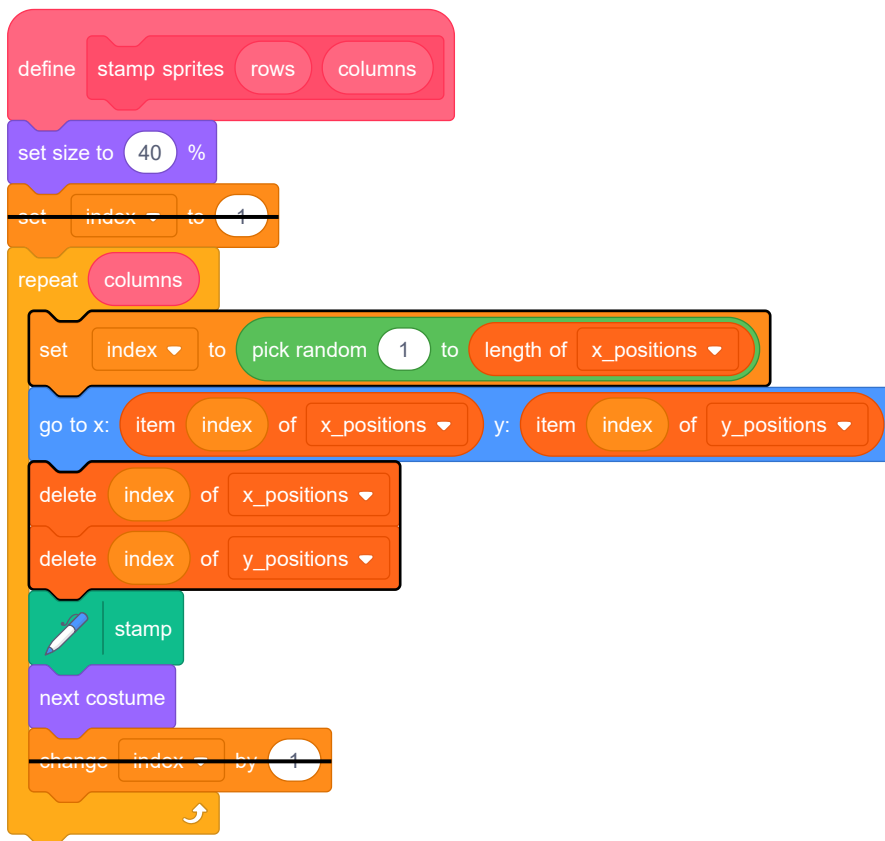 define stamp sprites rows columns
set size to 40 %
set index to 1
repeat columns
set index to pick random 1 to length of x_positions
go to x: item index of x_positions y: item index of y_positions
delete index of x_positions
delete index of y_positions
stamp
next costume
change index by 1